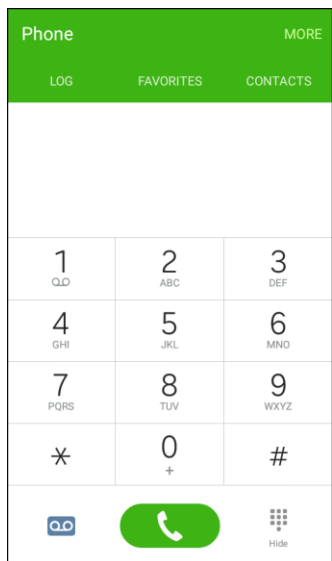 Phone MORE
LOG FAVORITES CONTACTS
1 2 3
ABC DEF
4 5 6
GHI JKL MNO
7 8 9
PQRS TUV WXYZ
* 0 #
+
Hide